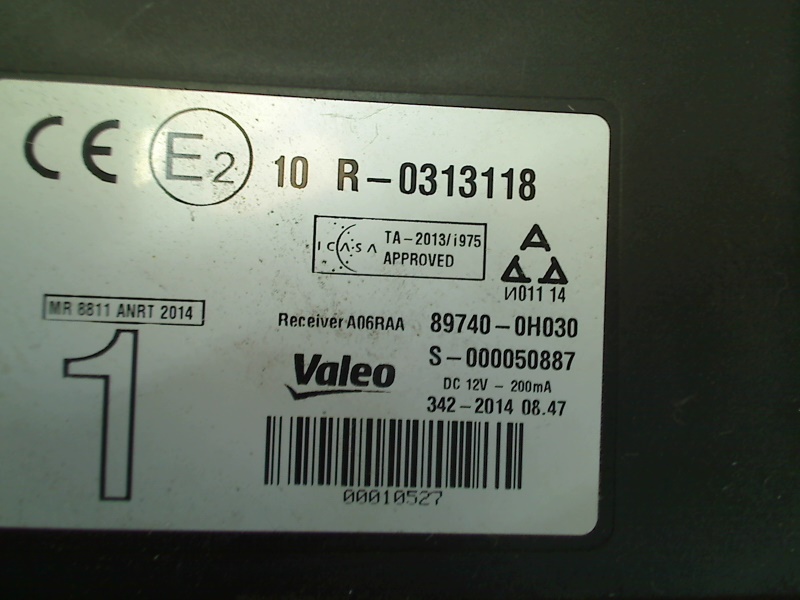 CE E2 10 R-0313118
ICASA TA-2013/i975
APPROVED
И011 14
MR 8811 ANRT 2014
Receiver A06RAA 89740-0H030
S-000050887
Valeo
DC 12V - 200mA
342-2014 08.47
1
00010527